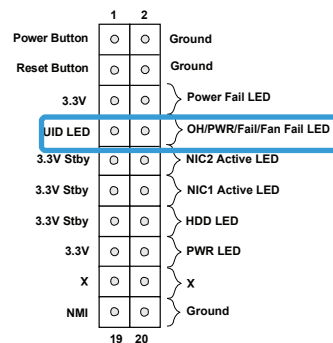 1 2
Power Button Ground
Reset Button Ground
3.3V Power Fail LED
UID LED OH/PWR/Fail/Fan Fail LED
3.3V Stby NIC2 Active LED
3.3V Stby NIC1 Active LED
3.3V Stby HDD LED
3.3V PWR LED
X X
NMI Ground
19 20